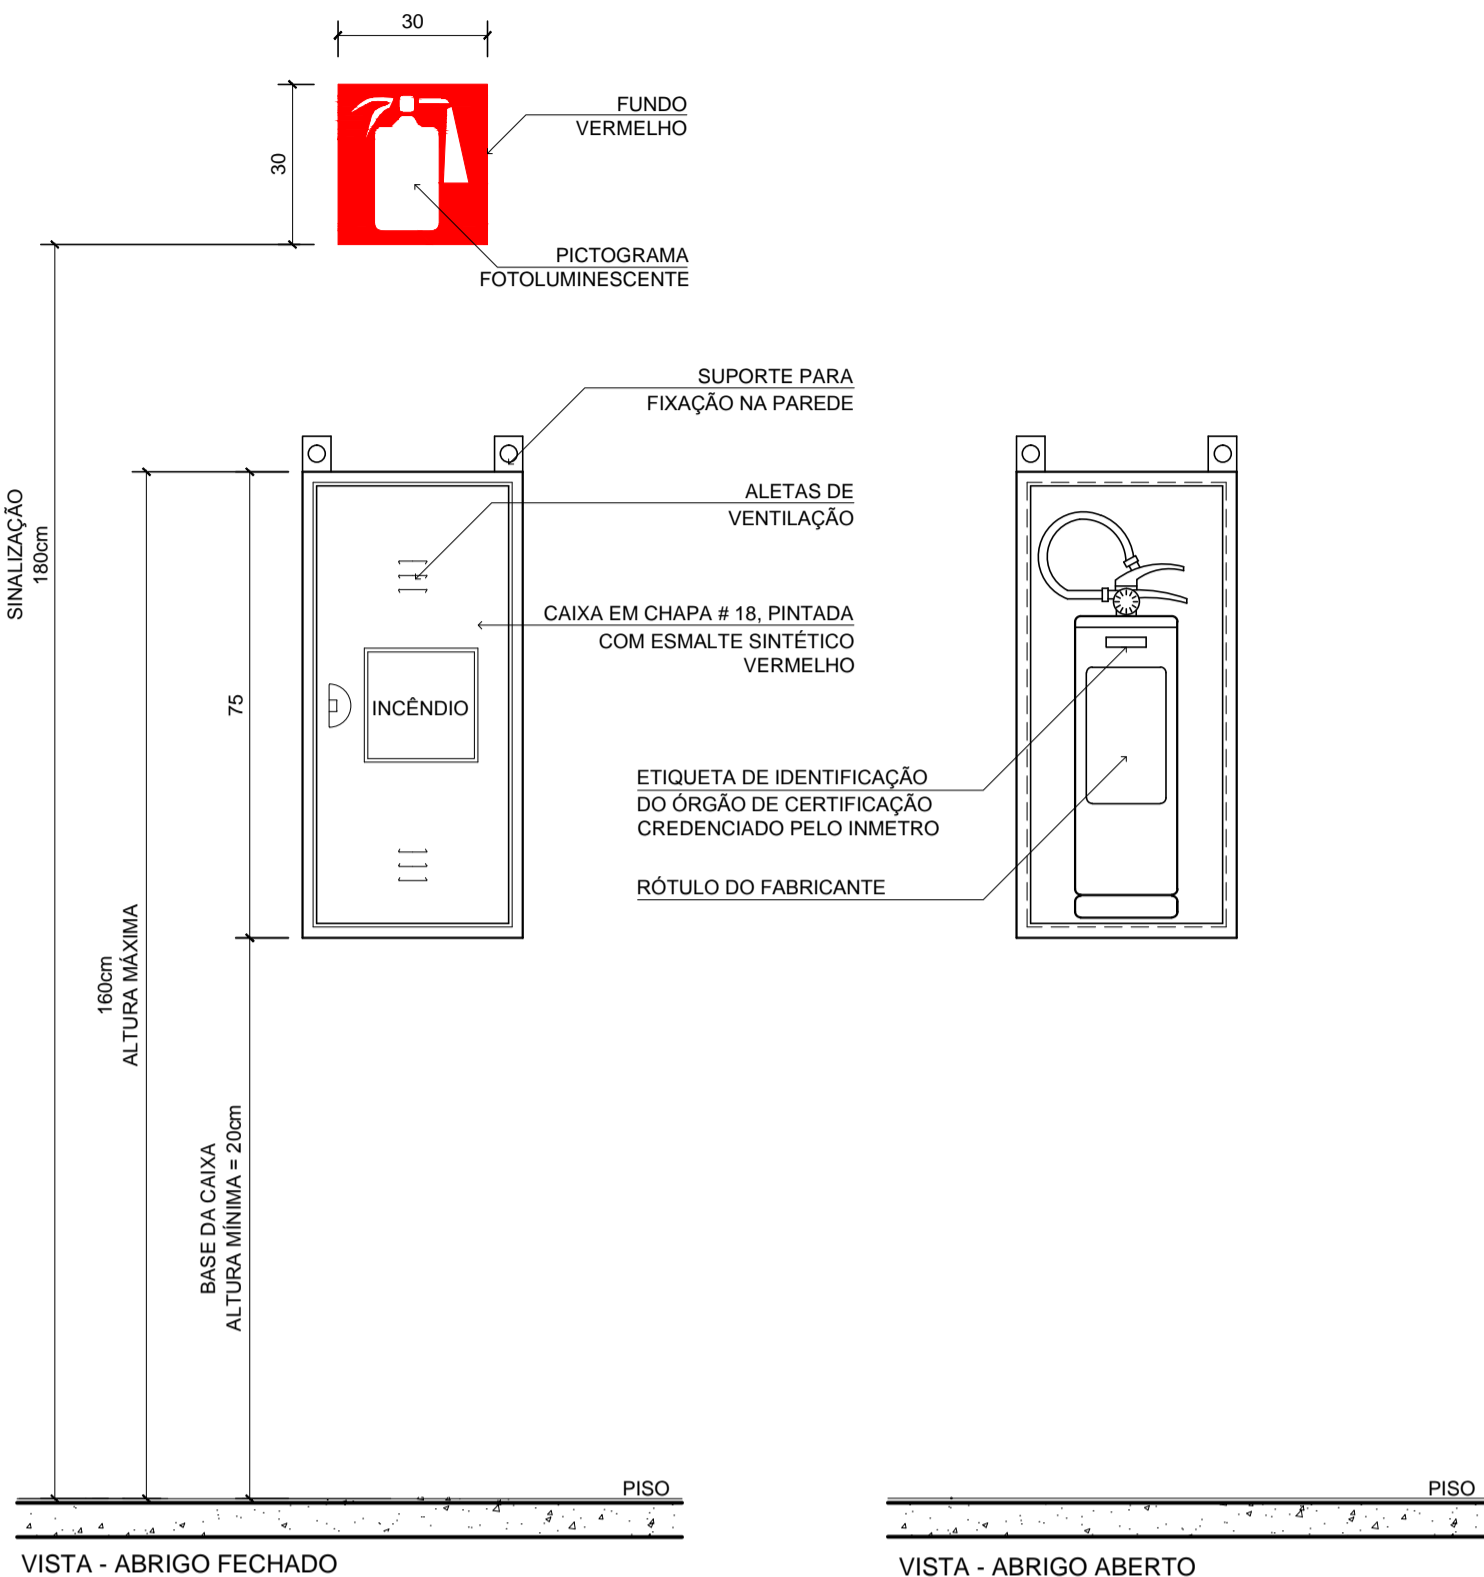 30
30
FUNDO
VERMELHO
PICTOGRAMA
FOTOLUMINESCENTE
SUPORTE PARA
FIXAÇÃO NA PAREDE
ALETAS DE
VENTILAÇÃO
CAIXA EM CHAPA # 18, PINTADA
COM ESMALTE SINTÉTICO
VERMELHO
INCÊNDIO
ETIQUETA DE IDENTIFICAÇÃO
DO ÓRGÃO DE CERTIFICAÇÃO
CREDENCIADO PELO INMETRO
RÓTULO DO FABRICANTE
SINALIZAÇÃO
180cm
160cm
ALTURA MÁXIMA
75
BASE DA CAIXA
ALTURA MÍNIMA = 20cm
PISO
PISO
VISTA - ABRIGO FECHADO
VISTA - ABRIGO ABERTO